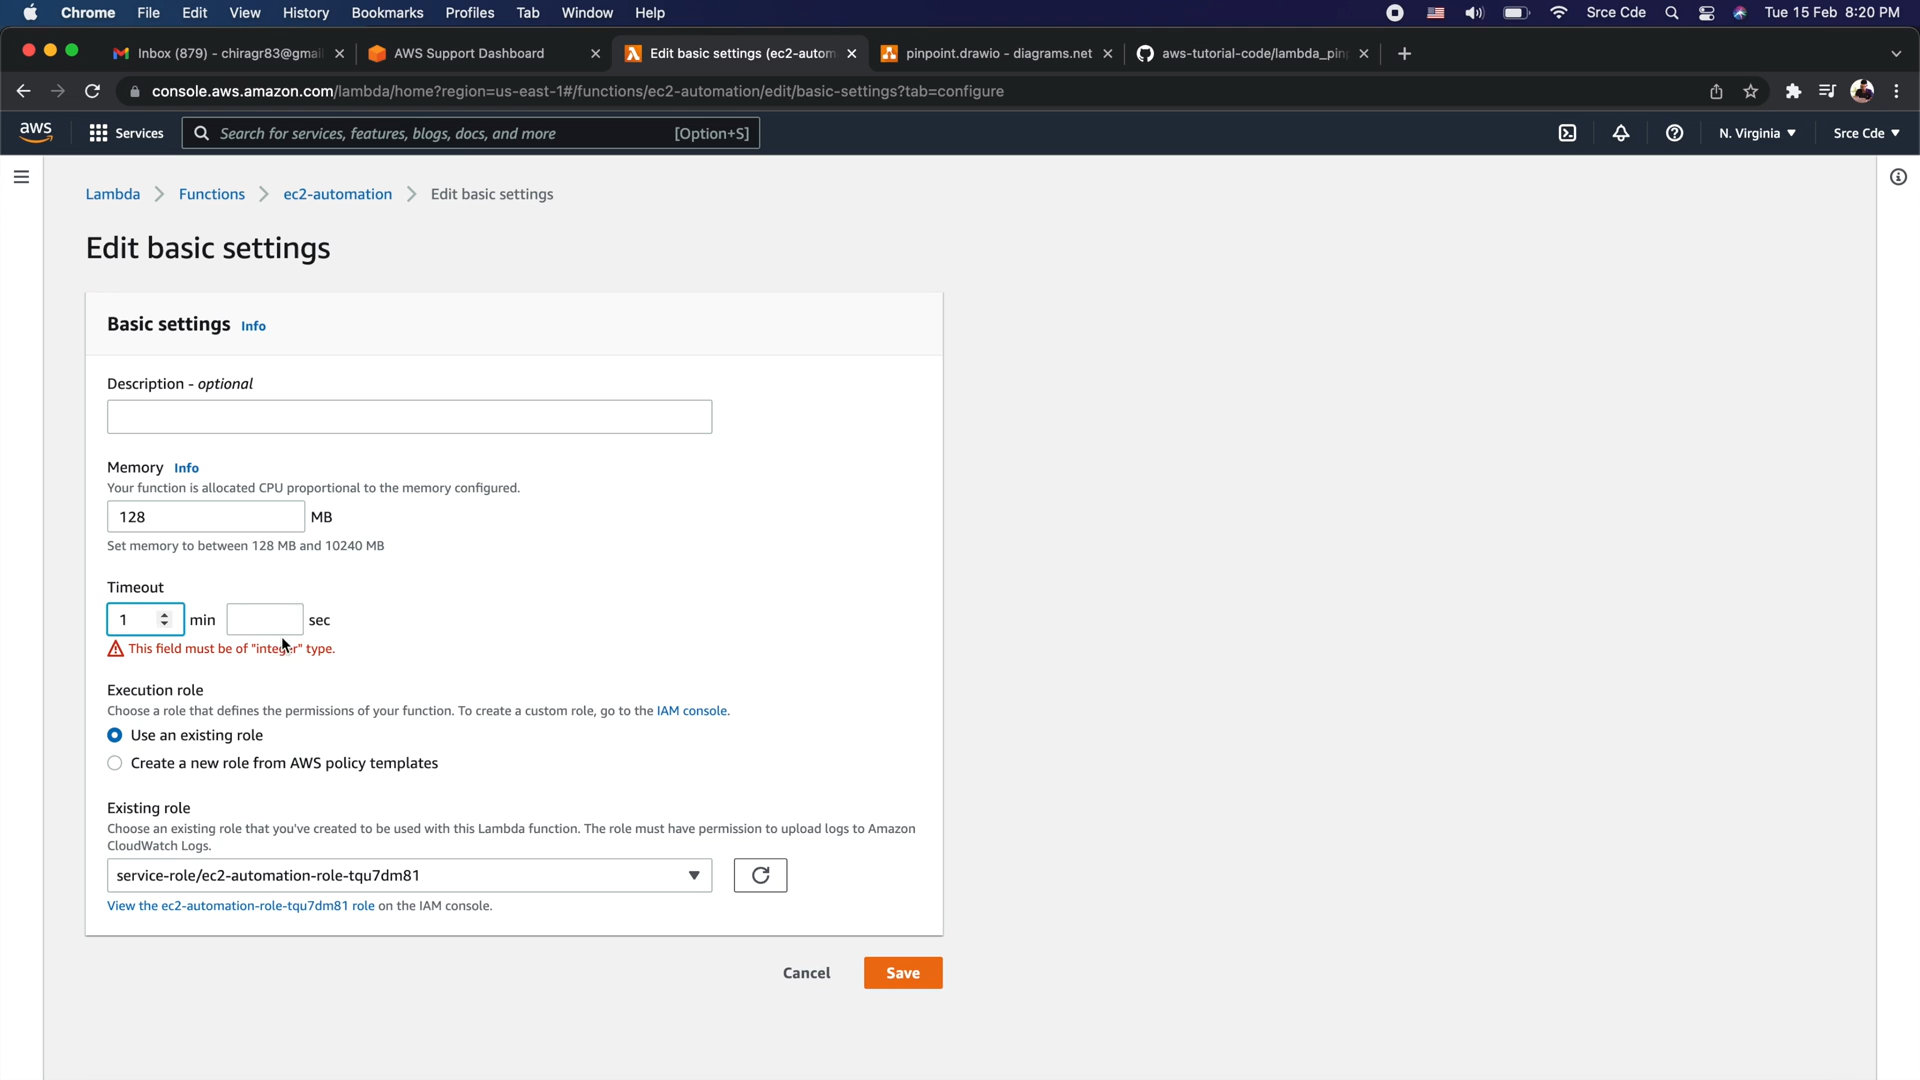 Chrome File Edit View History Bookmarks Profiles Tab Window Help Srce Cde Tue 15 Feb 8:20 PM
Inbox (879) - chiragr83@gmai AWS Support Dashboard Edit basic settings (ec2-autom pinpoint.drawio - diagrams.net aws-tutorial-code/lambda_pin
console.aws.amazon.com/lambda/home?region=us-east-1#/functions/ec2-automation/edit/basic-settings?tab=configure
aws Services Search for services, features, blogs, docs, and more [Option+S] N. Virginia Srce Cde
Lambda Functions ec2-automation Edit basic settings
Edit basic settings
Basic settings Info
Description - optional
Memory Info
Your function is allocated CPU proportional to the memory configured.
128 MB
Set memory to between 128 MB and 10240 MB
Timeout
1 min sec
This field must be of "integer" type.
Execution role
Choose a role that defines the permissions of your function. To create a custom role, go to the IAM console.
Use an existing role
Create a new role from AWS policy templates
Existing role
Choose an existing role that you've created to be used with this Lambda function. The role must have permission to upload logs to Amazon
CloudWatch Logs.
service-role/ec2-automation-role-tqu7dm81
View the ec2-automation-role-tqu7dm81 role on the IAM console.
Cancel Save